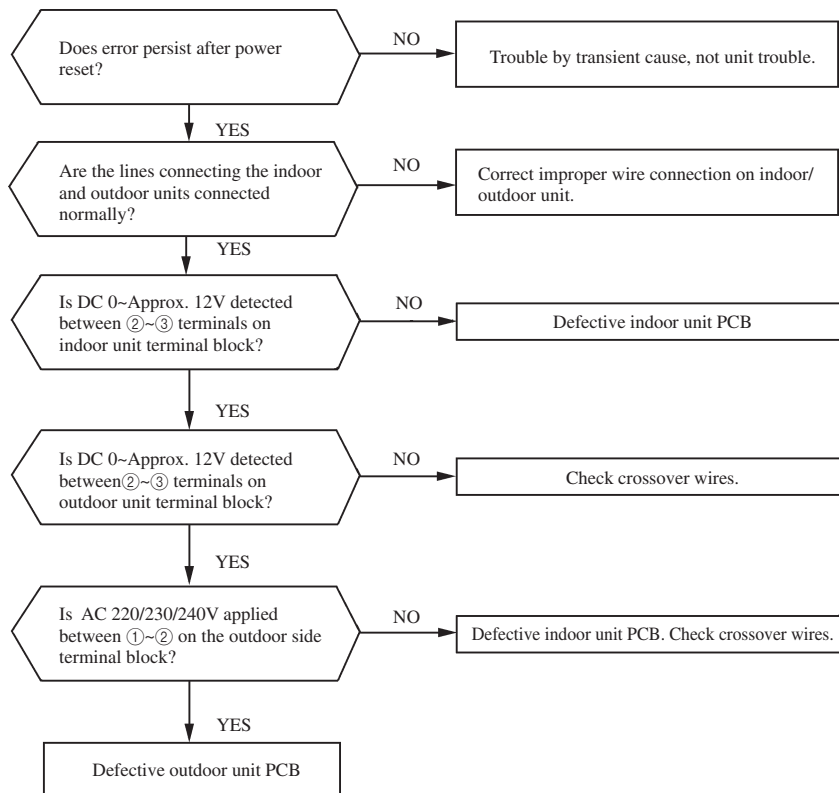 Does error persist after power
reset?
NO
Trouble by transient cause, not unit trouble.
YES
Are the lines connecting the indoor
and outdoor units connected
normally?
NO
Correct improper wire connection on indoor/
outdoor unit.
YES
Is DC 0~Approx. 12V detected
between ②~③ terminals on
indoor unit terminal block?
NO
Defective indoor unit PCB
YES
Is DC 0~Approx. 12V detected
between②~③ terminals on
outdoor unit terminal block?
NO
Check crossover wires.
YES
Is AC 220/230/240V applied
between ①~② on the outdoor side
terminal block?
NO
Defective indoor unit PCB. Check crossover wires.
YES
Defective outdoor unit PCB